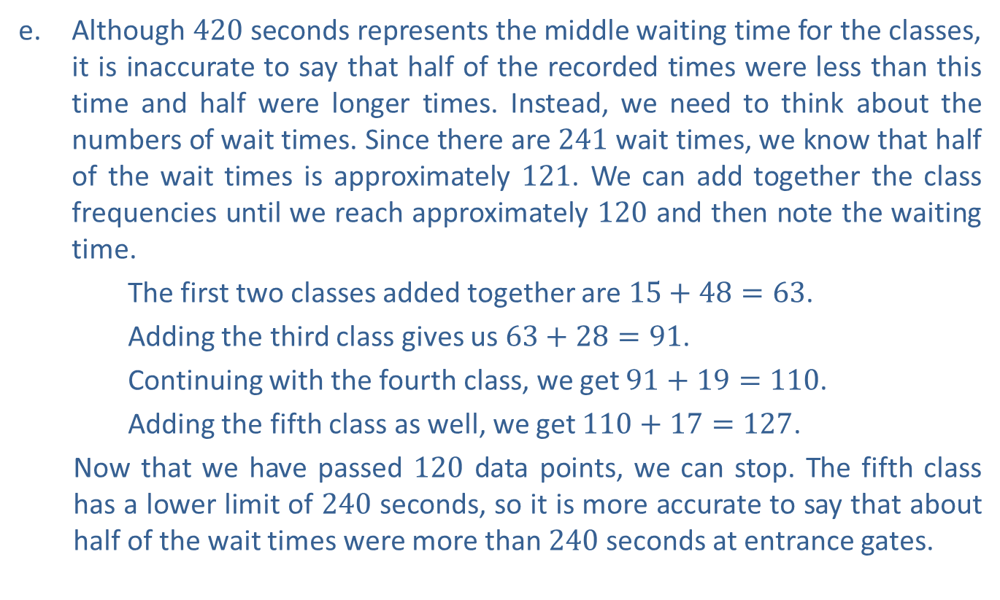 e. Although 420 seconds represents the middle waiting time for the classes,
it is inaccurate to say that half of the recorded times were less than this
time and half were longer times. Instead, we need to think about the
numbers of wait times. Since there are 241 wait times, we know that half
of the wait times is approximately 121. We can add together the class
frequencies until we reach approximately 120 and then note the waiting
time.
The first two classes added together are 15 + 48 = 63.
Adding the third class gives us 63 + 28 = 91.
Continuing with the fourth class, we get 91 + 19 = 110.
Adding the fifth class as well, we get 110 + 17 = 127.
Now that we have passed 120 data points, we can stop. The fifth class
has a lower limit of 240 seconds, so it is more accurate to say that about
half of the wait times were more than 240 seconds at entrance gates.